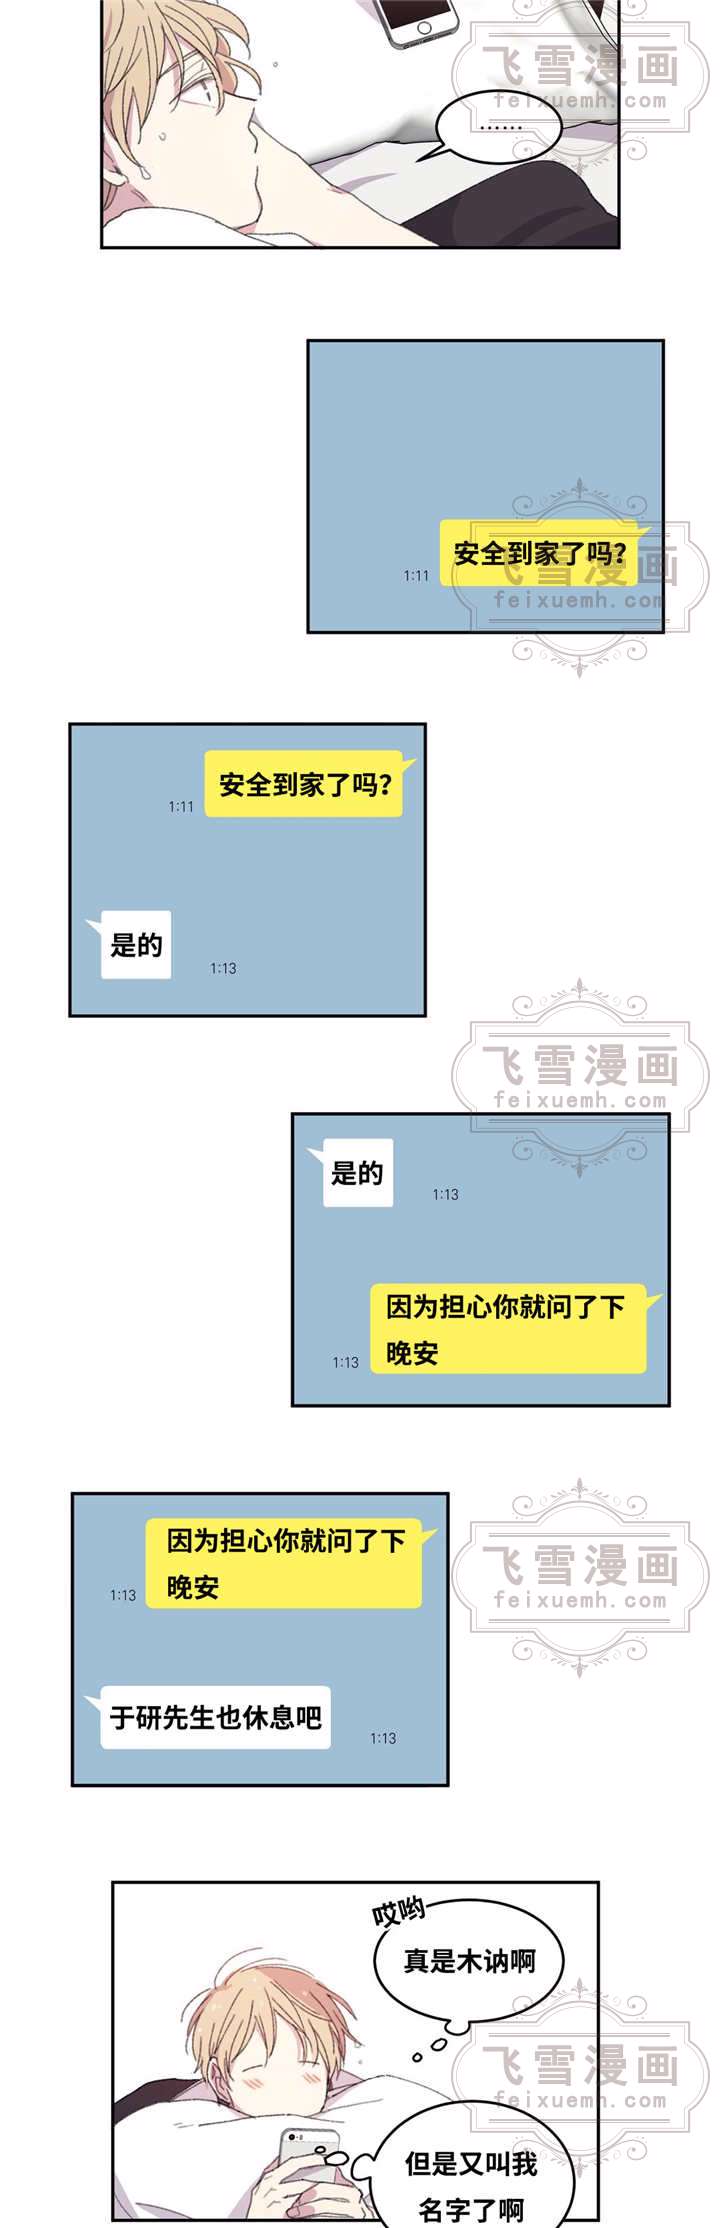 飞雪漫画
feixuemh.com
……
安全到家了吗？
1:11
飞雪漫画
feixuemh.com
安全到家了吗？
1:11
是的
1:13
飞雪漫画
feixuemh.com
是的
1:13
因为担心你就问了下
晚安
1:13
因为担心你就问了下
晚安
1:13
飞雪漫画
feixuemh.com
于研先生也休息吧
1:13
哎哟
真是木讷啊
飞雪漫画
feixuemh.com
但是又叫我
名字了啊